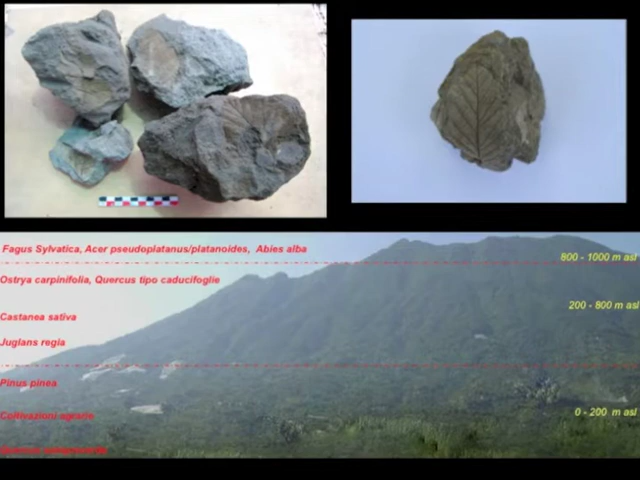 Fagus Sylvatica, Acer pseudoplatanus/platanoides, Abies alba
800 - 1000 m asl
Ostrya carpinifolia, Quercus tipo caducifoglie
200 - 800 m asl
Castanea sativa
Juglans regia
Pinus pinea
Coltivazioni agrarie
0 - 200 m asl